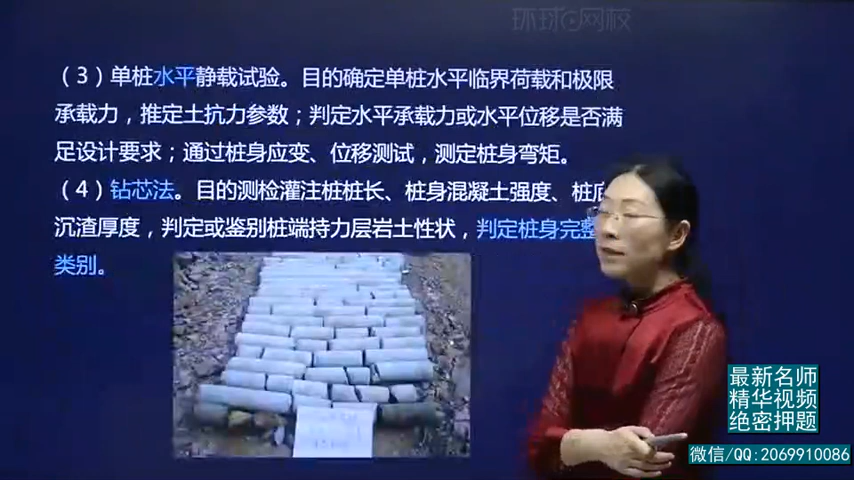 环球网校
（3）单桩水平静载试验。目的确定单桩水平临界荷载和极限
承载力，推定土抗力参数；判定水平承载力或水平位移是否满
足设计要求；通过桩身应变、位移测试，测定桩身弯矩。
（4）钻芯法。目的测检灌注桩桩长、桩身混凝土强度、桩底
沉渣厚度，判定或鉴别桩端持力层岩土性状，判定桩身完整
类别。
最新名师
精华视频
绝密押题
微信/QQ:2069910086